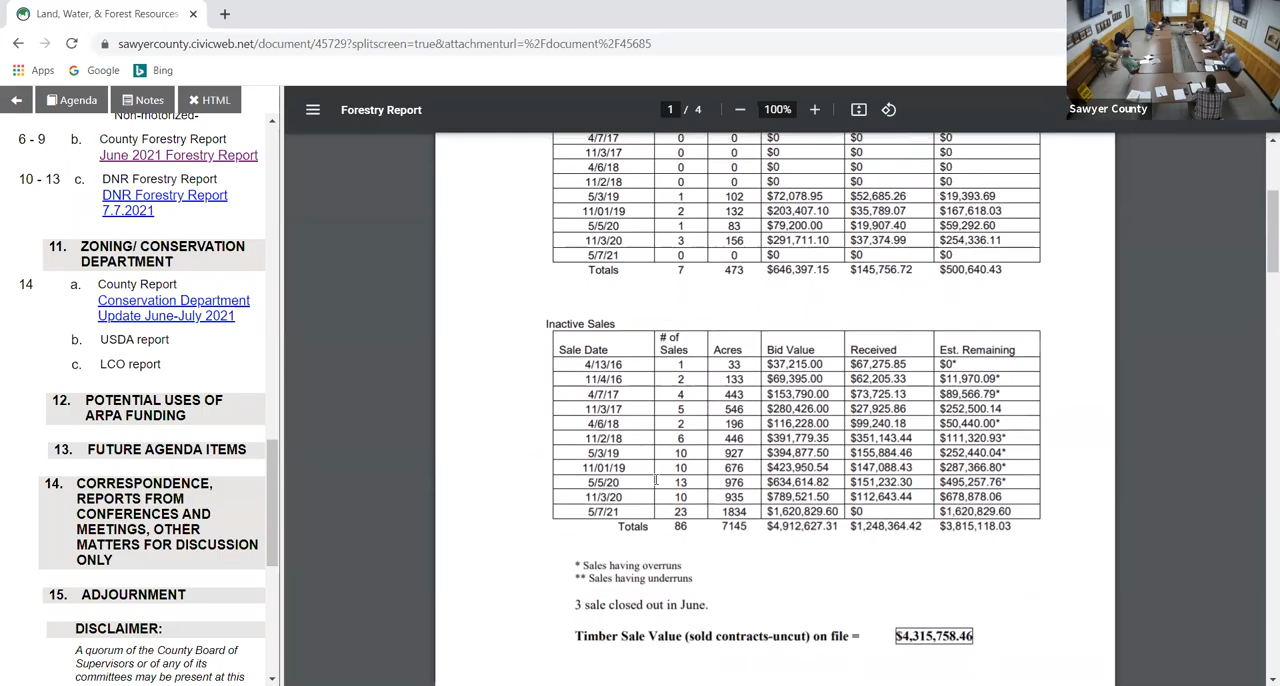 Land, Water, & Forest Resources
sawyercounty.civicweb.net/document/45729?splitscreen=true&attachmenturl=%2Fdocument%2F45685
Apps Google Bing
Sawyer County
Agenda Notes HTML
Non-motorized-
6 - 9 b. County Forestry Report
June 2021 Forestry Report
10 - 13 c. DNR Forestry Report
DNR Forestry Report
7.7.2021
11. ZONING/ CONSERVATION
DEPARTMENT
14 a. County Report
Conservation Department
Update June-July 2021
b. USDA report
c. LCO report
12. POTENTIAL USES OF
ARPA FUNDING
13. FUTURE AGENDA ITEMS
14. CORRESPONDENCE,
REPORTS FROM
CONFERENCES AND
MEETINGS, OTHER
MATTERS FOR DISCUSSION
ONLY
15. ADJOURNMENT
DISCLAIMER:
A quorum of the County Board of
Supervisors or of any of its
committees may be present at this
Forestry Report 1 / 4 100%
4/7/17 0 0 $0 $0 $0
11/3/17 0 0 $0 $0 $0
4/6/18 0 0 $0 $0 $0
11/2/18 0 0 $0 $0 $0
5/3/19 1 102 $72,078.95 $52,685.26 $19,393.69
11/01/19 2 132 $203,407.10 $35,789.07 $167,618.03
5/5/20 1 83 $79,200.00 $19,907.40 $59,292.60
11/3/20 3 156 $291,711.10 $37,374.99 $254,336.11
5/7/21 0 0 $0 $0 $0
Totals 7 473 $646,397.15 $145,756.72 $500,640.43
Inactive Sales
Sale Date # of Sales Acres Bid Value Received Est. Remaining
4/13/16 1 33 $37,215.00 $67,275.85 $0*
11/4/16 2 133 $69,395.00 $62,205.33 $11,970.09*
4/7/17 4 443 $153,790.00 $73,725.13 $89,566.79*
11/3/17 5 546 $280,426.00 $27,925.86 $252,500.14
4/6/18 2 196 $116,228.00 $99,240.18 $50,440.00*
11/2/18 6 446 $391,779.35 $351,143.44 $111,320.93*
5/3/19 10 927 $394,877.50 $155,884.46 $252,440.04*
11/01/19 10 676 $423,950.54 $147,088.43 $287,366.80*
5/5/20 13 976 $634,614.82 $151,232.30 $495,257.76*
11/3/20 10 935 $789,521.50 $112,643.44 $678,878.06
5/7/21 23 1834 $1,620,829.60 $0 $1,620,829.60
Totals 86 7145 $4,912,627.31 $1,248,364.42 $3,815,118.03
* Sales having overruns
** Sales having underruns
3 sale closed out in June.
Timber Sale Value (sold contracts-uncut) on file = $4,315,758.46